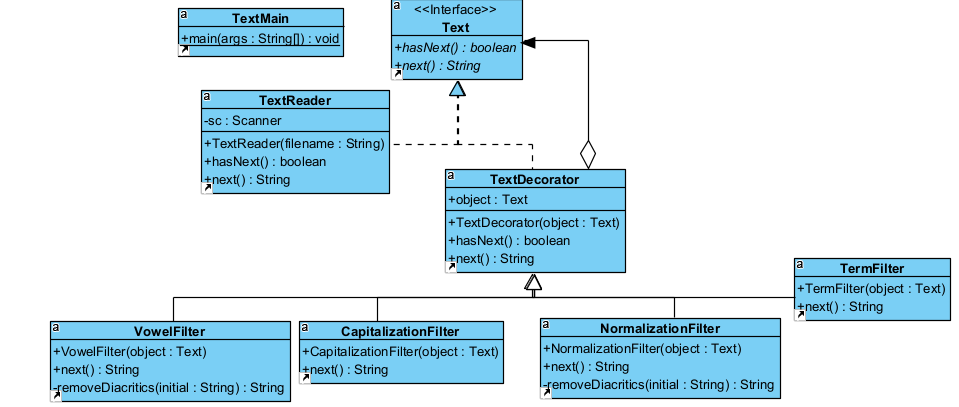 a
TextMain
+main(args : String[]) : void
a
<<Interface>>
Text
+hasNext() : boolean
+next() : String
a
TextReader
-sc : Scanner
+TextReader(filename : String)
+hasNext() : boolean
+next() : String
a
TextDecorator
+object : Text
+TextDecorator(object : Text)
+hasNext() : boolean
+next() : String
a
TermFilter
+TermFilter(object : Text)
+next() : String
a
VowelFilter
+VowelFilter(object : Text)
+next() : String
-removeDiacritics(initial : String) : String
a
CapitalizationFilter
+CapitalizationFilter(object : Text)
+next() : String
a
NormalizationFilter
+NormalizationFilter(object : Text)
+next() : String
-removeDiacritics(initial : String) : String